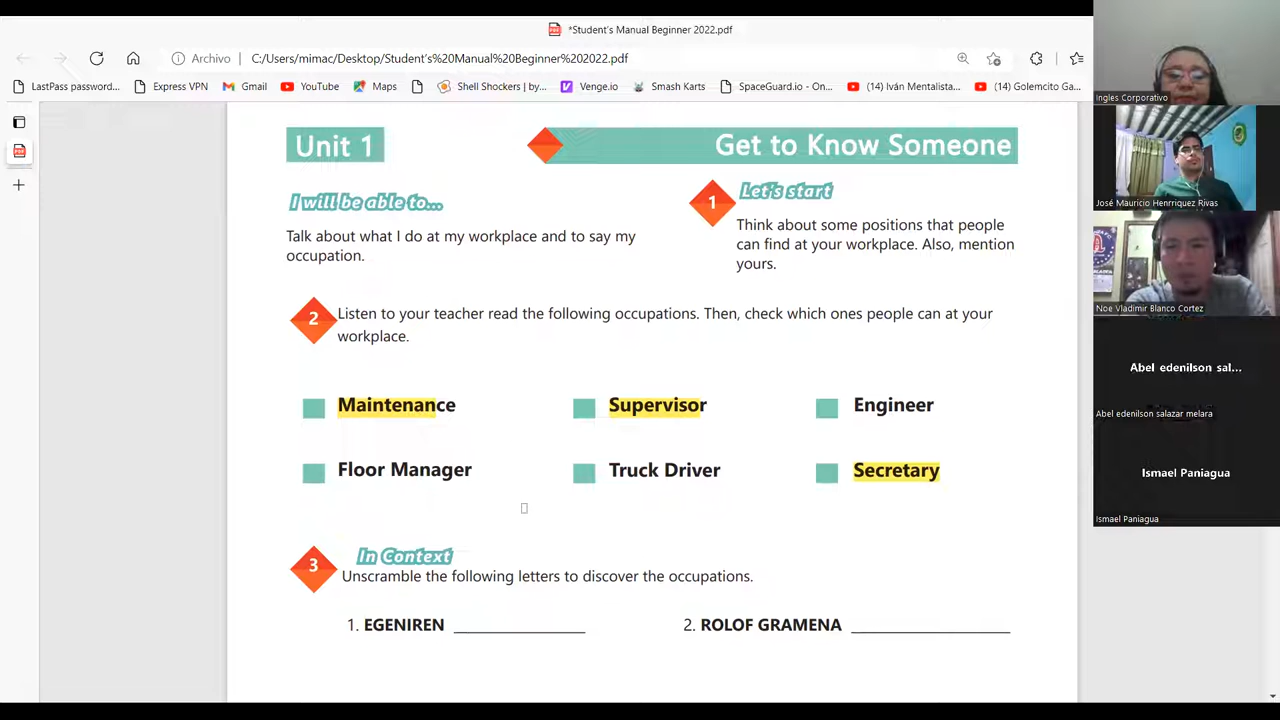 *Student's Manual Beginner 2022.pdf
Archivo
C:/Users/mimac/Desktop/Student's%20Manual%20Beginner%202022.pdf
LastPass password...
Express VPN
Gmail
YouTube
Maps
Shell Shockers | by...
Venge.io
Smash Karts
SpaceGuard.io - On...
(14) Iván Mentalista...
(14) Golemcito Ga...
Unit 1
Get to Know Someone
I will be able to...
Talk about what I do at my workplace and to say my
occupation.
1
Let's start
Think about some positions that people
can find at your workplace. Also, mention
yours.
2
Listen to your teacher read the following occupations. Then, check which ones people can at your
workplace.
Maintenance
Supervisor
Engineer
Floor Manager
Truck Driver
Secretary
3
In Context
Unscramble the following letters to discover the occupations.
1. EGENIREN ______________
2. ROLOF GRAMENA _________________
Ingles Corporativo
José Mauricio Henrriquez Rivas
Noe Vladimir Blanco Cortez
Abel edenilson sal...
Abel edenilson salazar melara
Ismael Paniagua
Ismael Paniagua